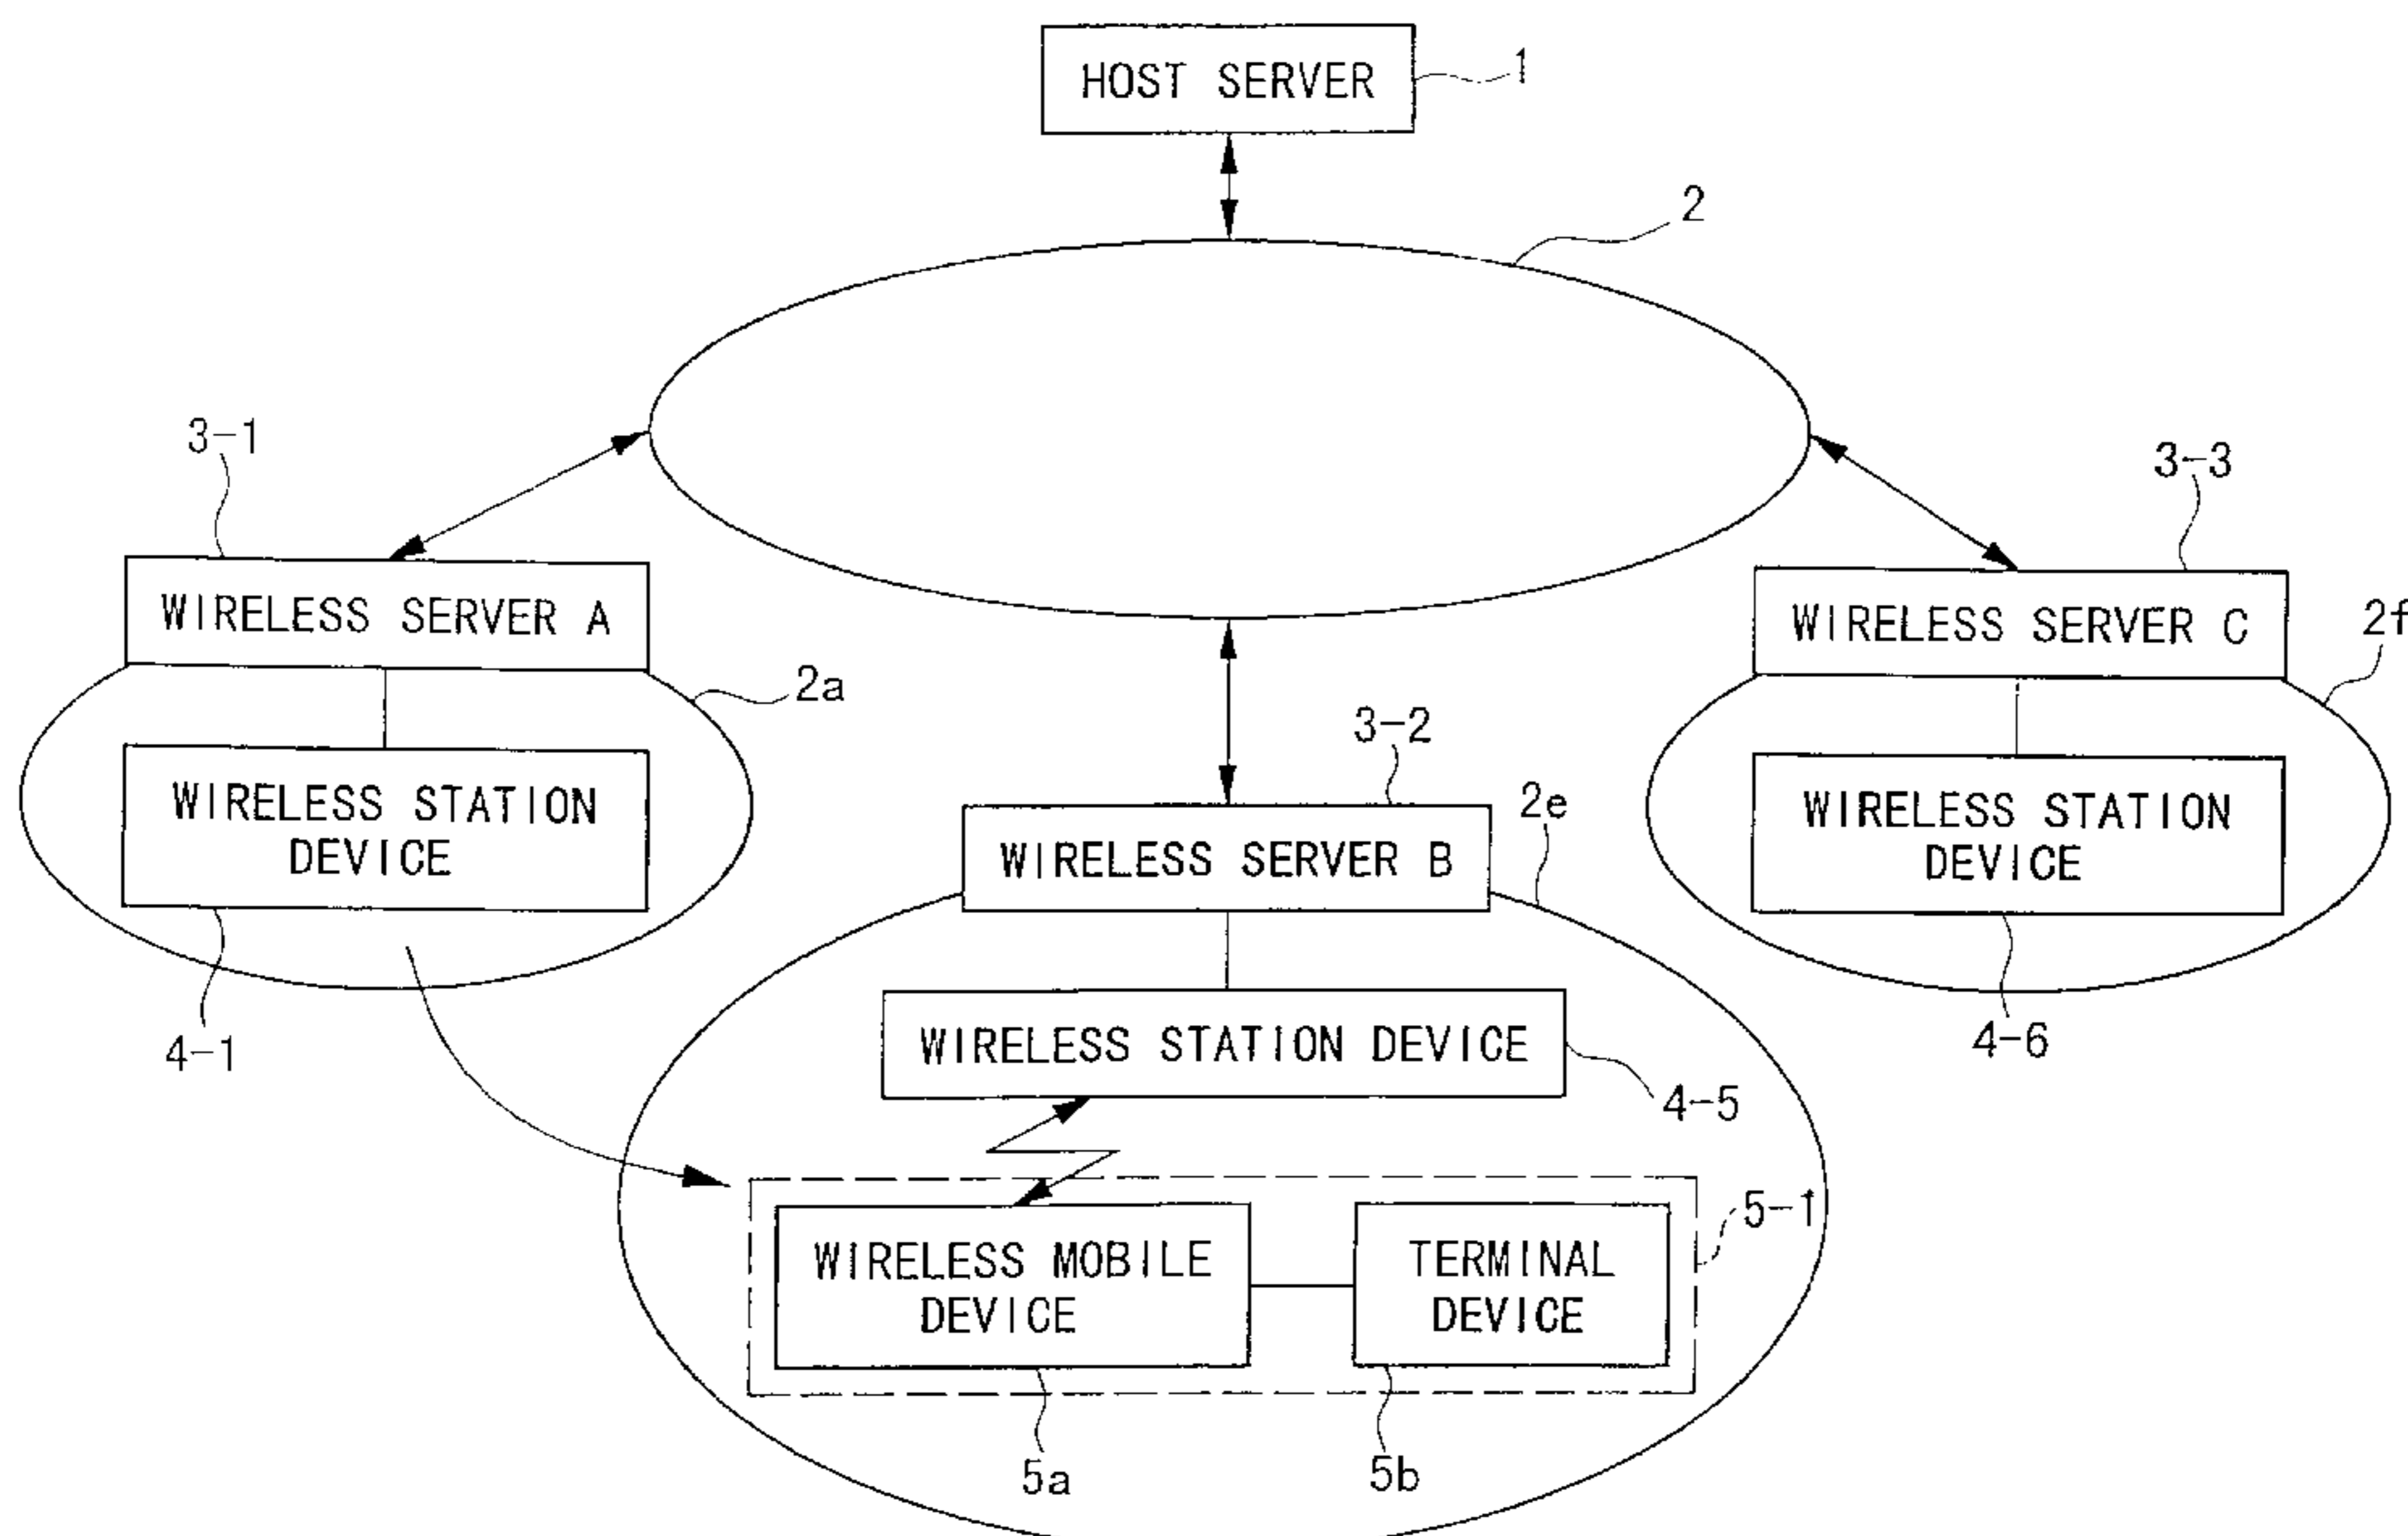 HOST SERVER
1
2
3-1
3-3
WIRELESS SERVER A
WIRELESS SERVER C
2f
2a
3-2
2e
WIRELESS STATION
DEVICE
WIRELESS STATION
DEVICE
WIRELESS SERVER B
4-1
WIRELESS STATION DEVICE
4-6
4-5
5-1
WIRELESS MOBILE
DEVICE
TERMINAL
DEVICE
5a
5b